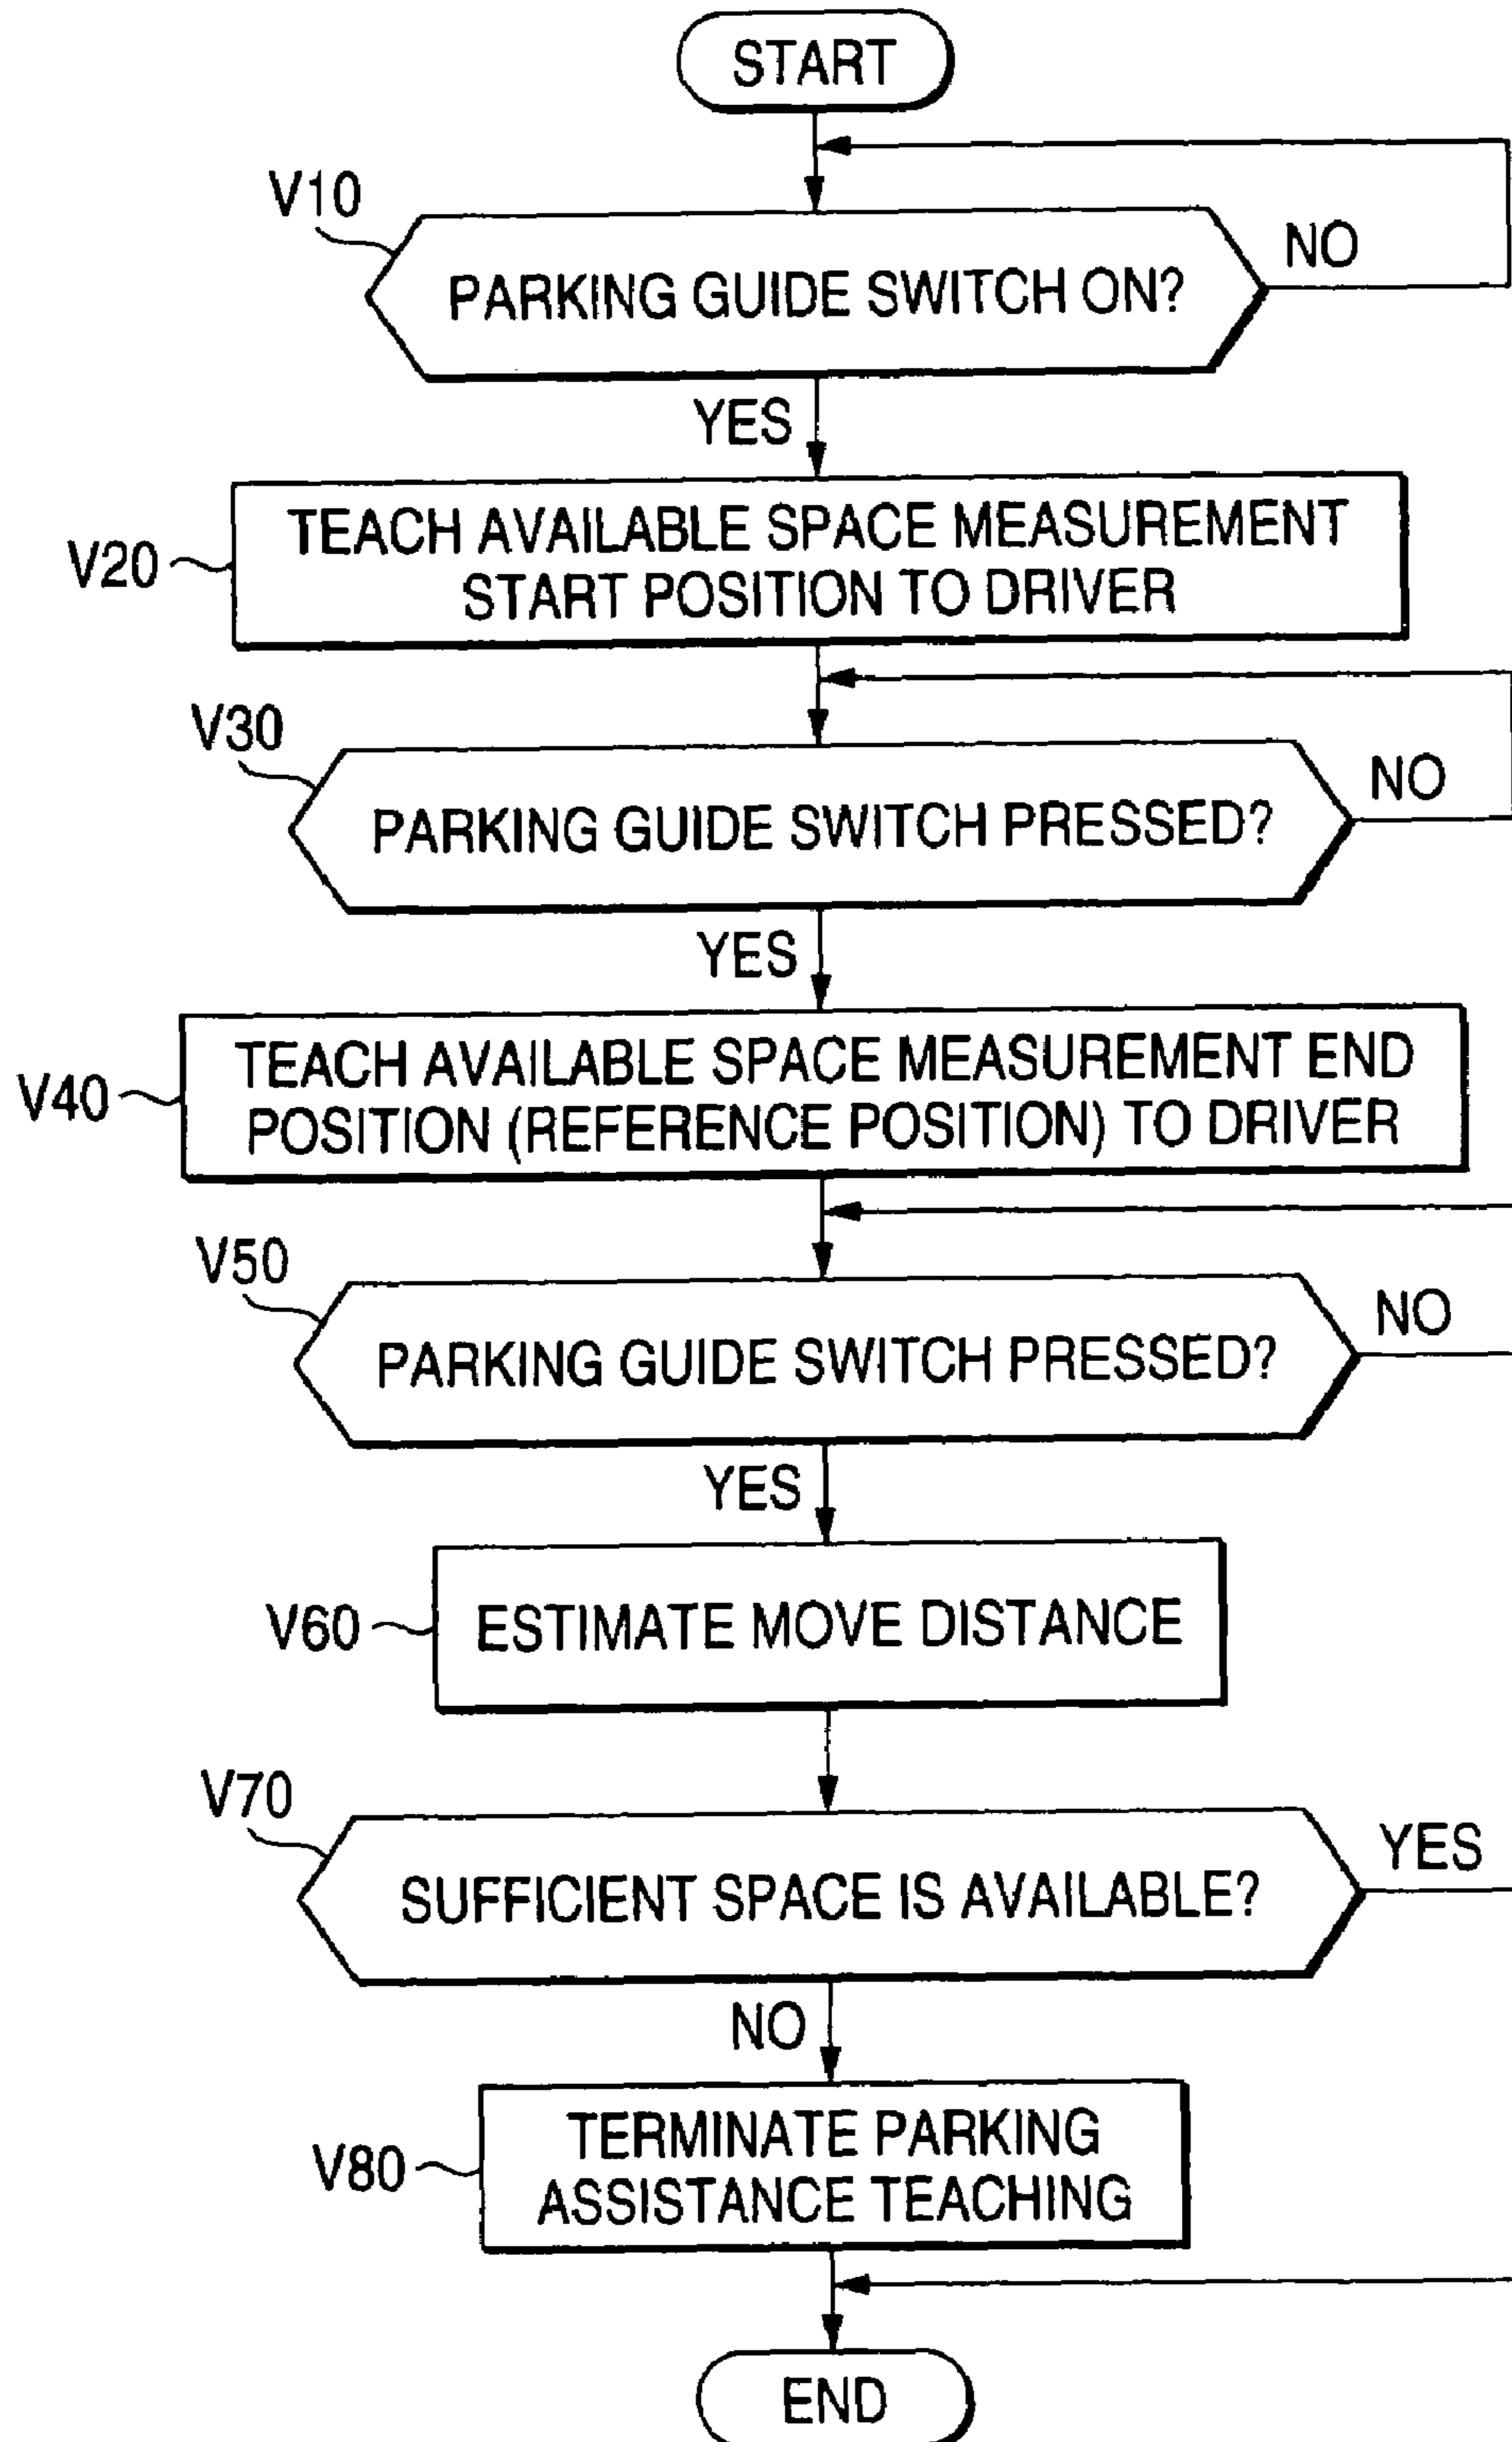 START
V10
NO
PARKING GUIDE SWITCH ON?
YES
V20
TEACH AVAILABLE SPACE MEASUREMENT
START POSITION TO DRIVER
V30
NO
PARKING GUIDE SWITCH PRESSED?
YES
V40
TEACH AVAILABLE SPACE MEASUREMENT END
POSITION (REFERENCE POSITION) TO DRIVER
V50
NO
PARKING GUIDE SWITCH PRESSED?
YES
V60
ESTIMATE MOVE DISTANCE
V70
YES
SUFFICIENT SPACE IS AVAILABLE?
NO
V80
TERMINATE PARKING
ASSISTANCE TEACHING
END